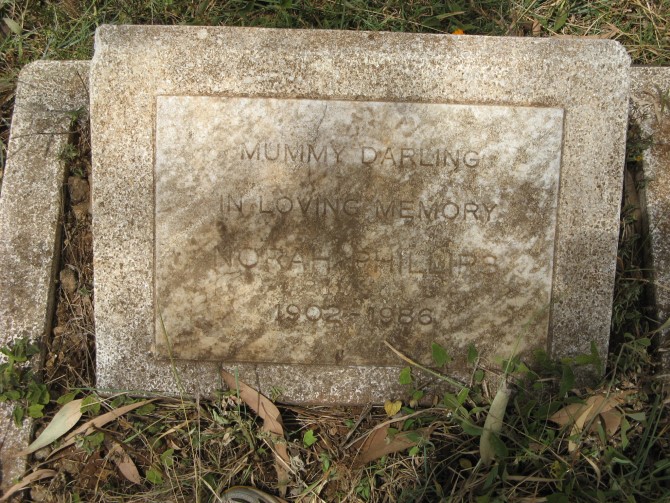 MUMMY DARLING
IN LOVING MEMORY
NORAH PHILLIPS
1902-1986